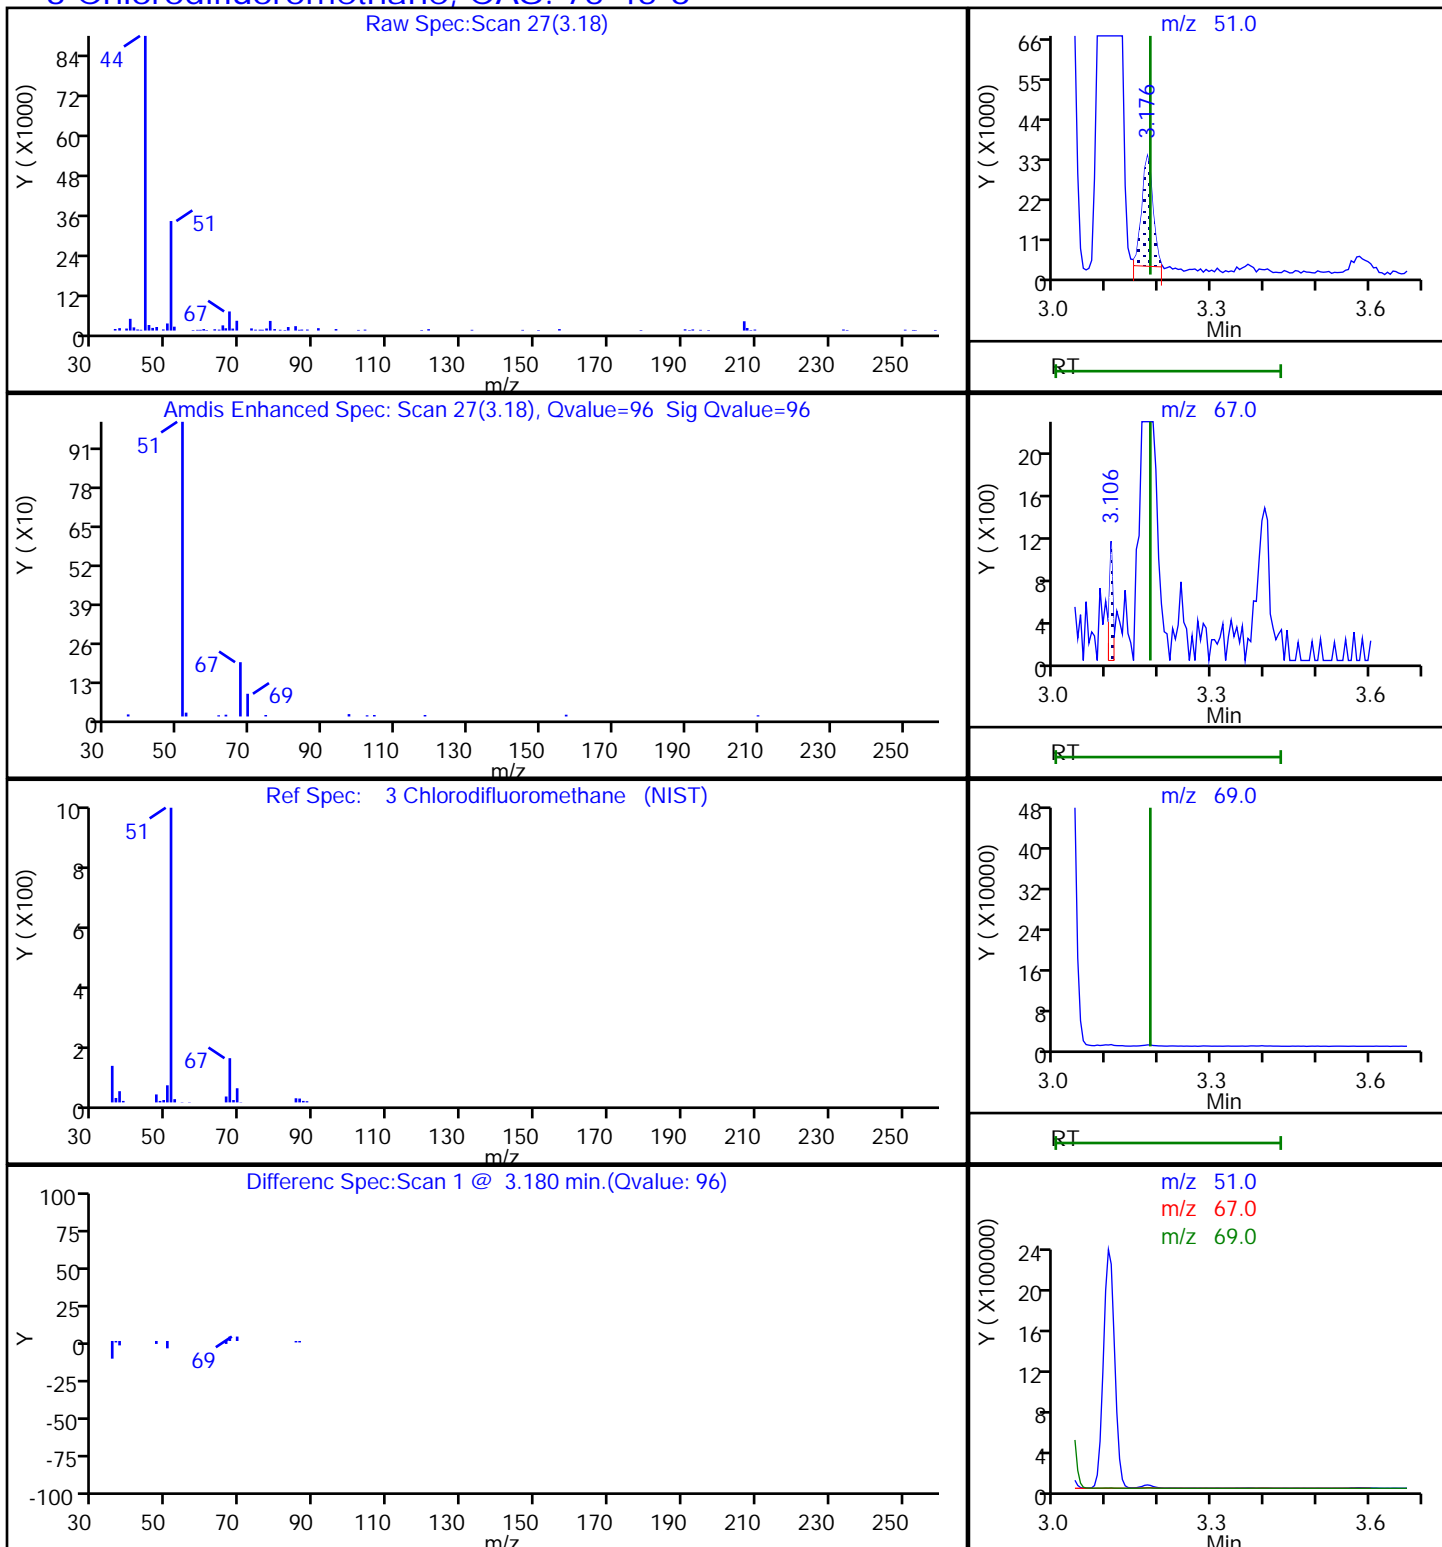 3 Chlorodifluoromethane, CAS: 75-45-6
Raw Spec:Scan 27(3.18)
Y ( X1000)
84
72
60
48
36
24
12
0
44
51
67
30 50 70 90 110 130 150 170 190 210 230 250
m/z
m/z 51.0
Y ( X1000)
66
55
44
33
22
11
0
3.176
3.0 3.3 3.6
Min
RT
Amdis Enhanced Spec: Scan 27(3.18), Qvalue=96 Sig Qvalue=96
Y ( X10)
91
78
65
52
39
26
13
0
51
67
69
30 50 70 90 110 130 150 170 190 210 230 250
m/z
m/z 67.0
Y ( X100)
20
16
12
8
4
0
3.106
3.0 3.3 3.6
Min
RT
Ref Spec: 3 Chlorodifluoromethane (NIST)
Y ( X100)
10
8
6
4
2
0
51
67
30 50 70 90 110 130 150 170 190 210 230 250
m/z
m/z 69.0
Y ( X10000)
48
40
32
24
16
8
0
3.0 3.3 3.6
Min
RT
Differenc Spec:Scan 1 @ 3.180 min.(Qvalue: 96)
Y
100
75
50
25
0
-25
-50
-75
-100
69
30 50 70 90 110 130 150 170 190 210 230 250
m/z
m/z 51.0
m/z 67.0
m/z 69.0
Y ( X100000)
24
20
16
12
8
4
0
3.0 3.3 3.6
Min